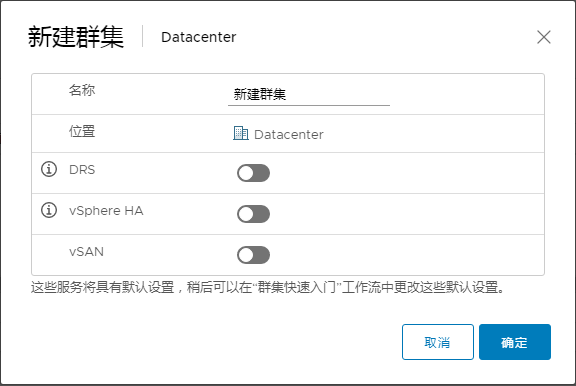 新建群集 Datacenter
名称 新建群集
位置 Datacenter
DRS
vSphere HA
vSAN
这些服务将具有默认设置，稍后可以在“群集快速入门”工作流中更改这些默认设置。
取消 确定